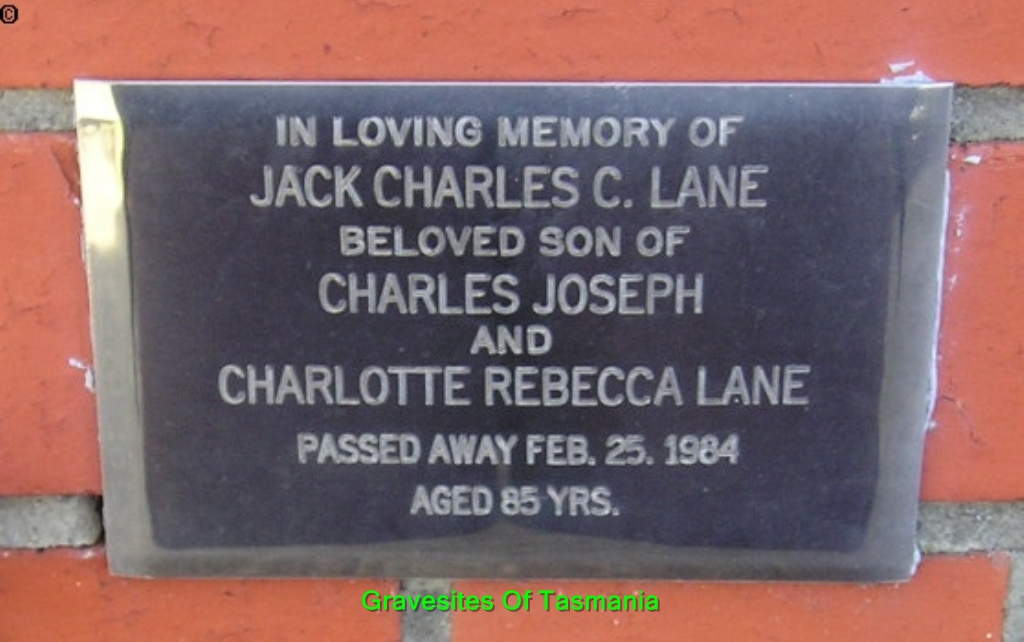 ©
IN LOVING MEMORY OF
JACK CHARLES C. LANE
BELOVED SON OF
CHARLES JOSEPH
AND
CHARLOTTE REBECCA LANE
PASSED AWAY FEB. 25. 1984
AGED 85 YRS.
Gravesites Of Tasmania